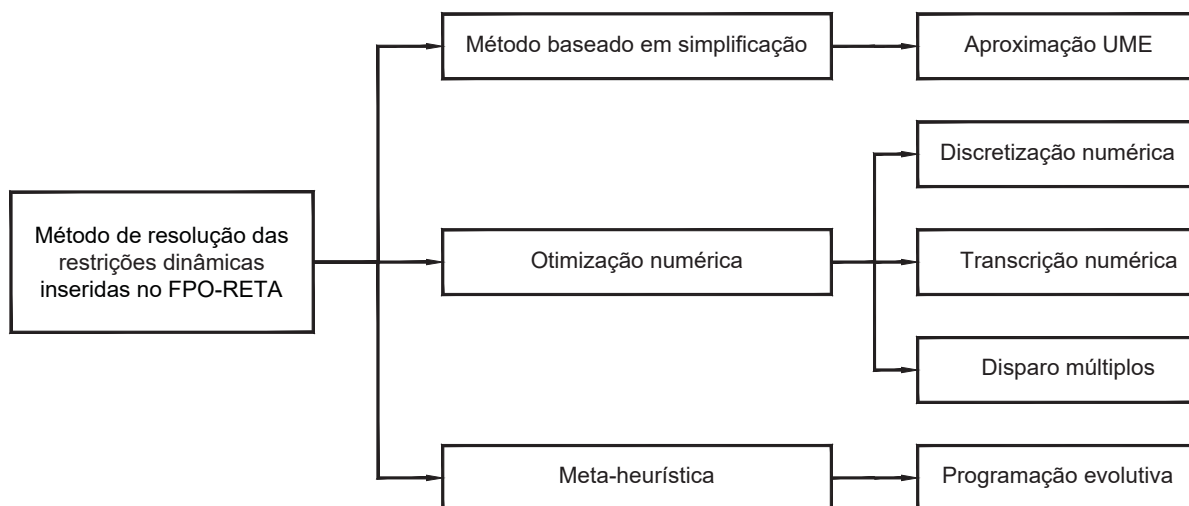 Método de resolução das
restrições dinâmicas
inseridas no FPO-RETA
Método baseado em simplificação
Aproximação UME
Otimização numérica
Discretização numérica
Transcrição numérica
Disparo múltiplos
Meta-heurística
Programação evolutiva